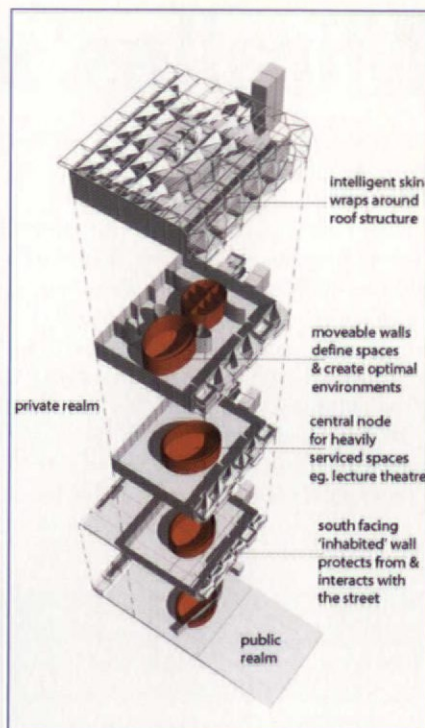 intelligent skin
wraps around
roof structure
moveable walls
define spaces
& create optimal
environments
private realm
central node
for heavily
serviced spaces
eg. lecture theatre
south facing
'inhabited' wall
protects from &
interacts with
the street
public
realm